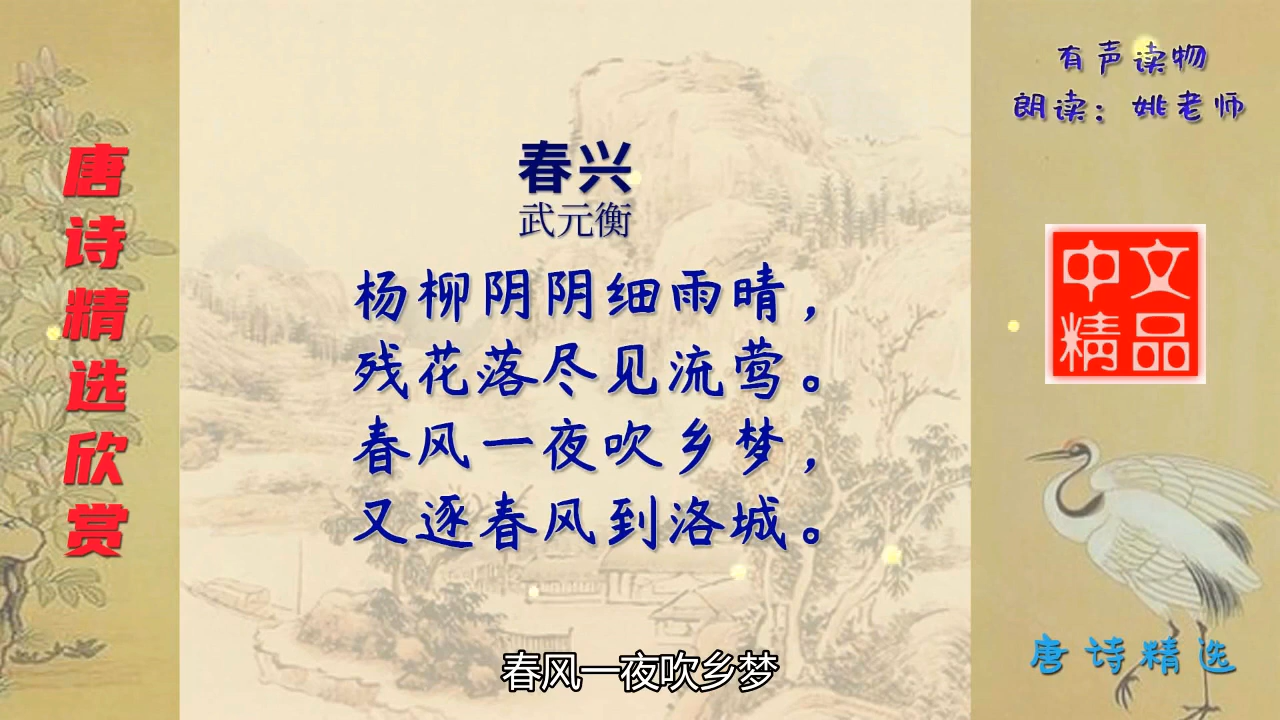 唐诗精选欣赏
春兴
武元衡
杨柳阴阴细雨晴，
残花落尽见流莺。
春风一夜吹乡梦，
又逐春风到洛城。
春风一夜吹乡梦
有声读物
朗读：姚老师
中文
精品
唐诗精选